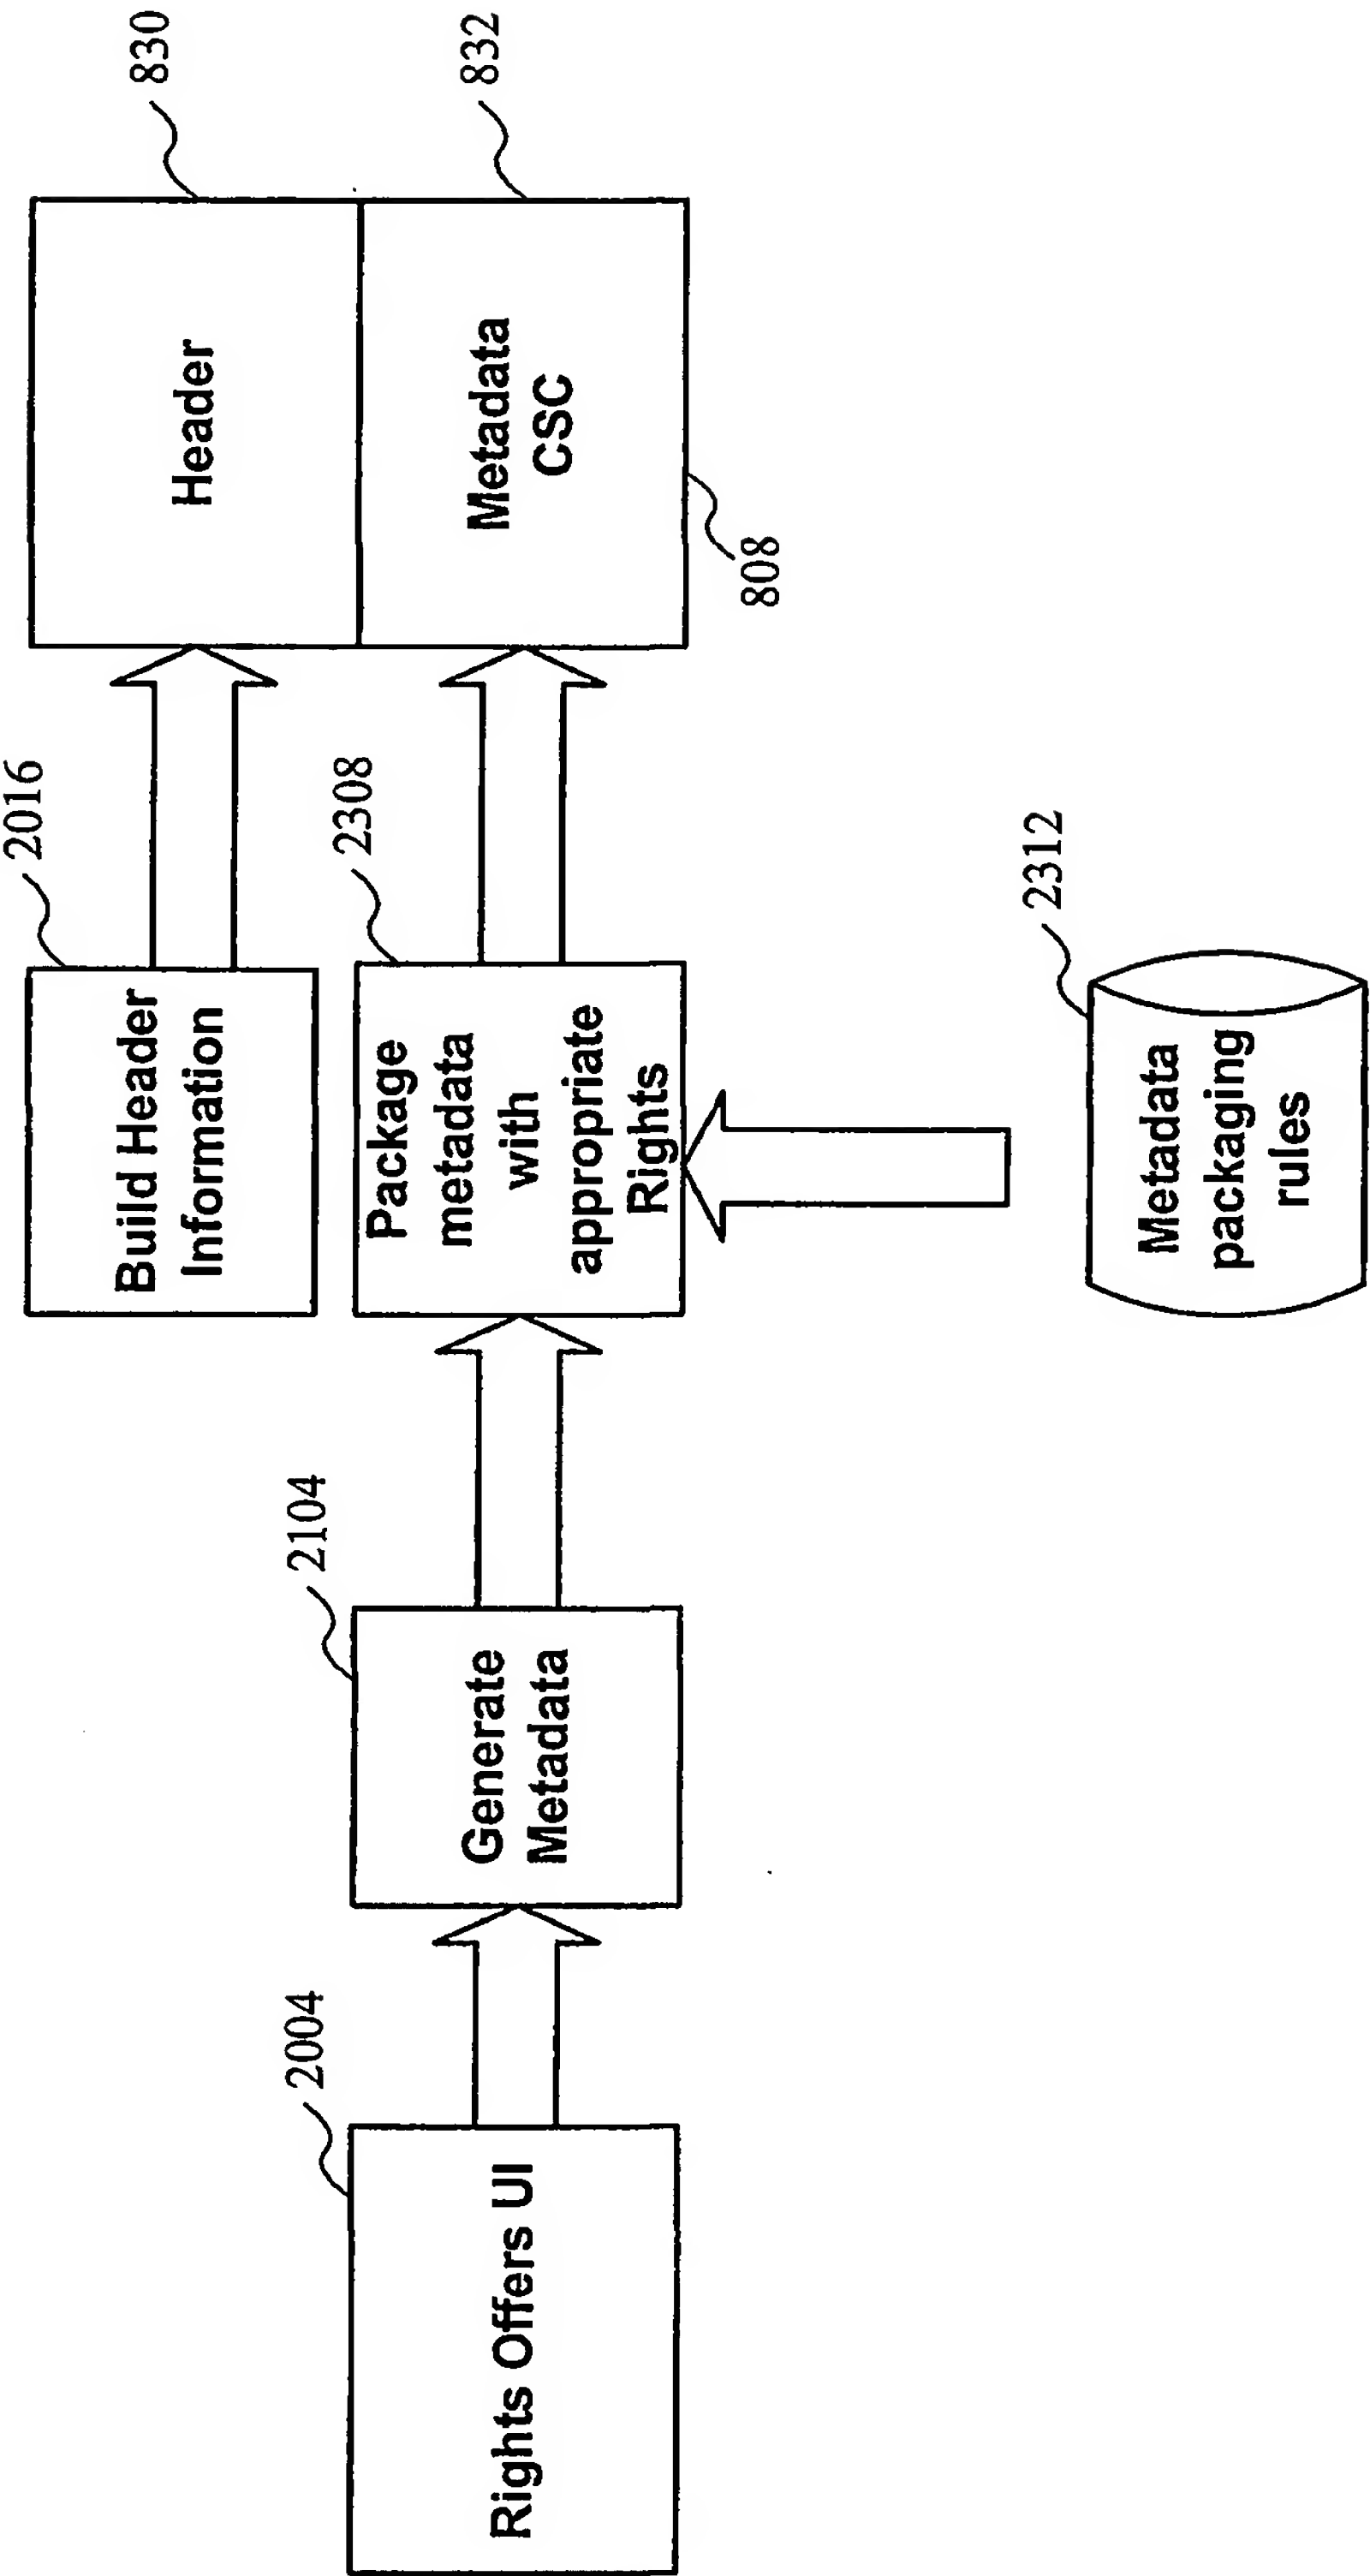 2016
Build Header
Information
Header
830
2004
Rights Offers UI
2104
Generate
Metadata
2308
Package
metadata
with
appropriate
Rights
Metadata
CSC
832
808
2312
Metadata
packaging
rules